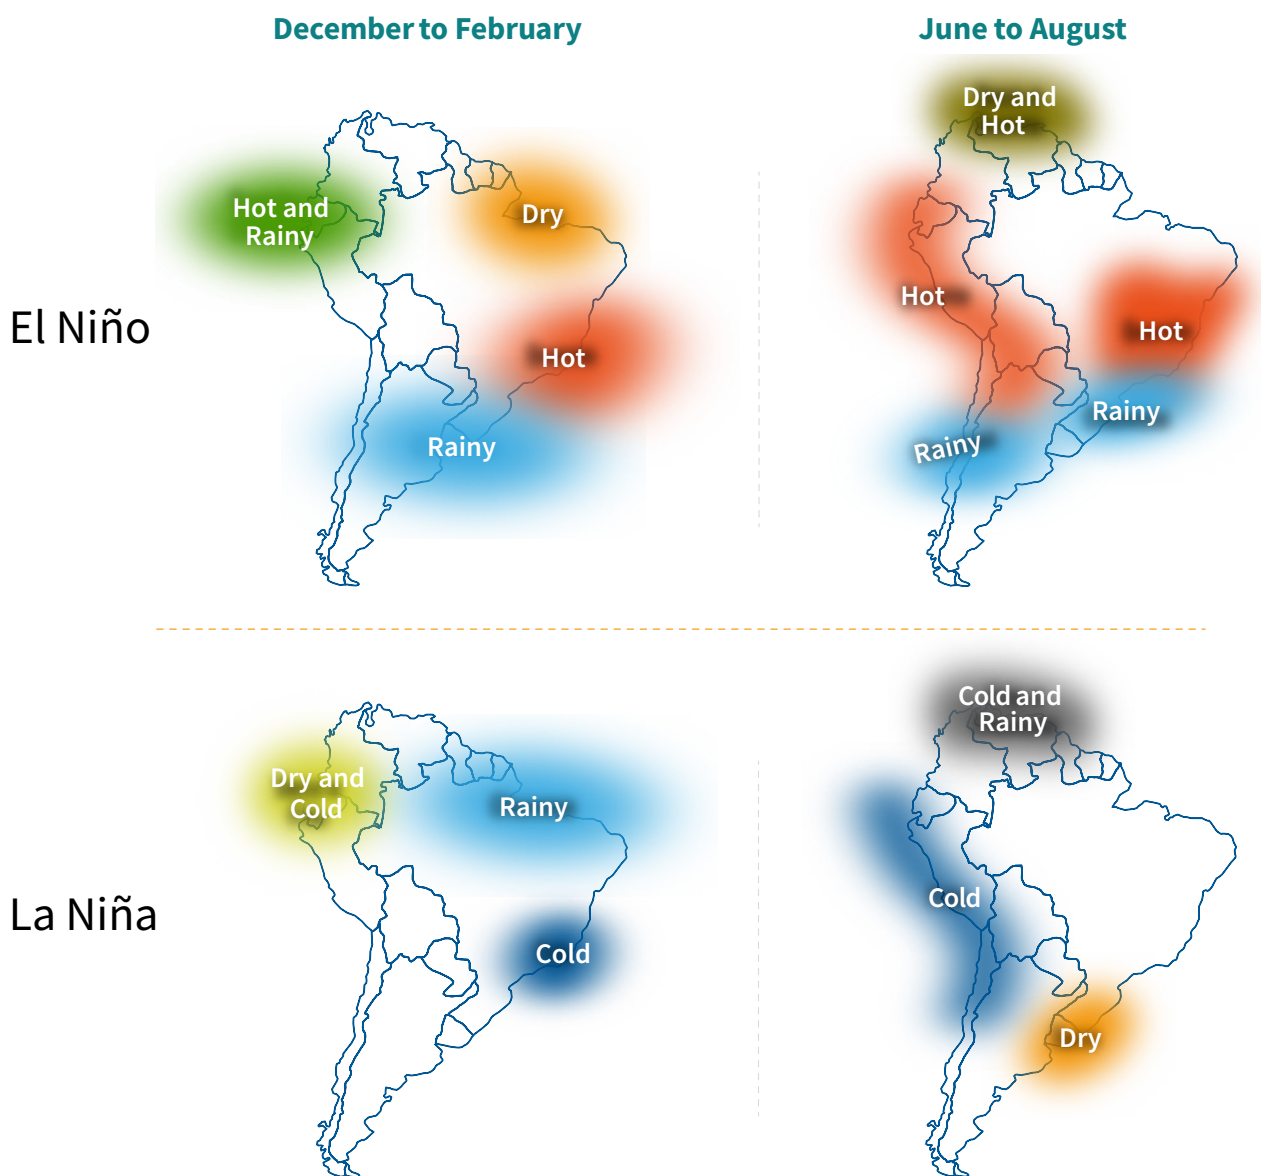 December to February
June to August
El Niño
Hot and
Rainy
Dry
Hot
Rainy
Dry and
Hot
Hot
Hot
Rainy
Rainy
La Niña
Dry and
Cold
Rainy
Cold
Cold and
Rainy
Cold
Dry